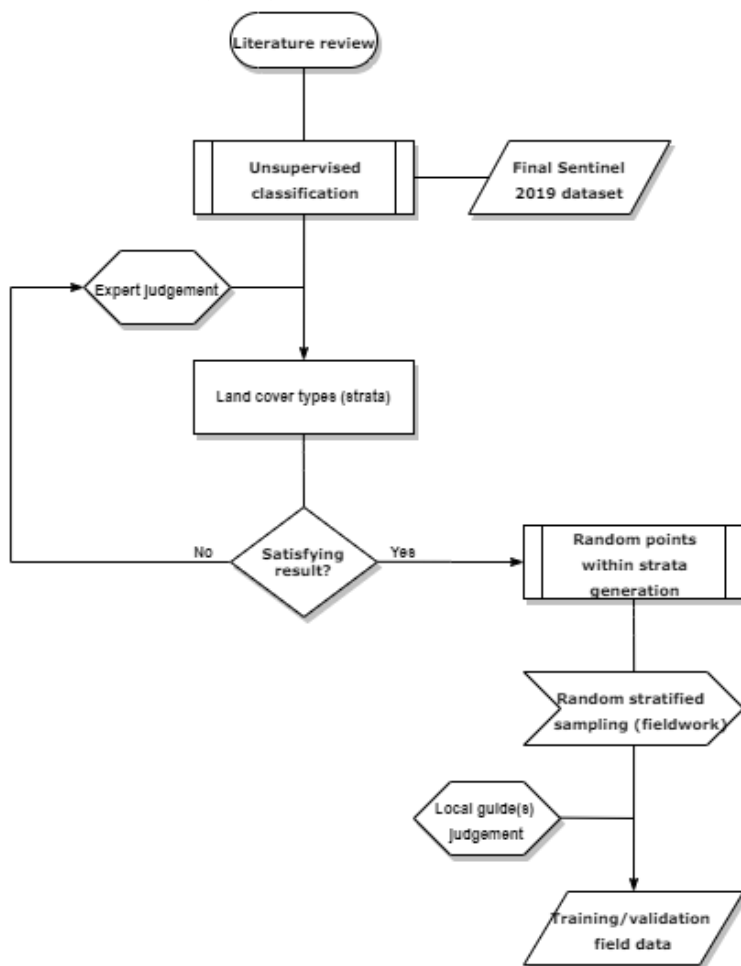 Literature review
Unsupervised
classification
Final Sentinel
2019 dataset
Expert judgement
Land cover types (strata)
No
Satisfying
result?
Yes
Random points
within strata
generation
Random stratified
sampling (fieldwork)
Local guide(s)
judgement
Training/validation
field data